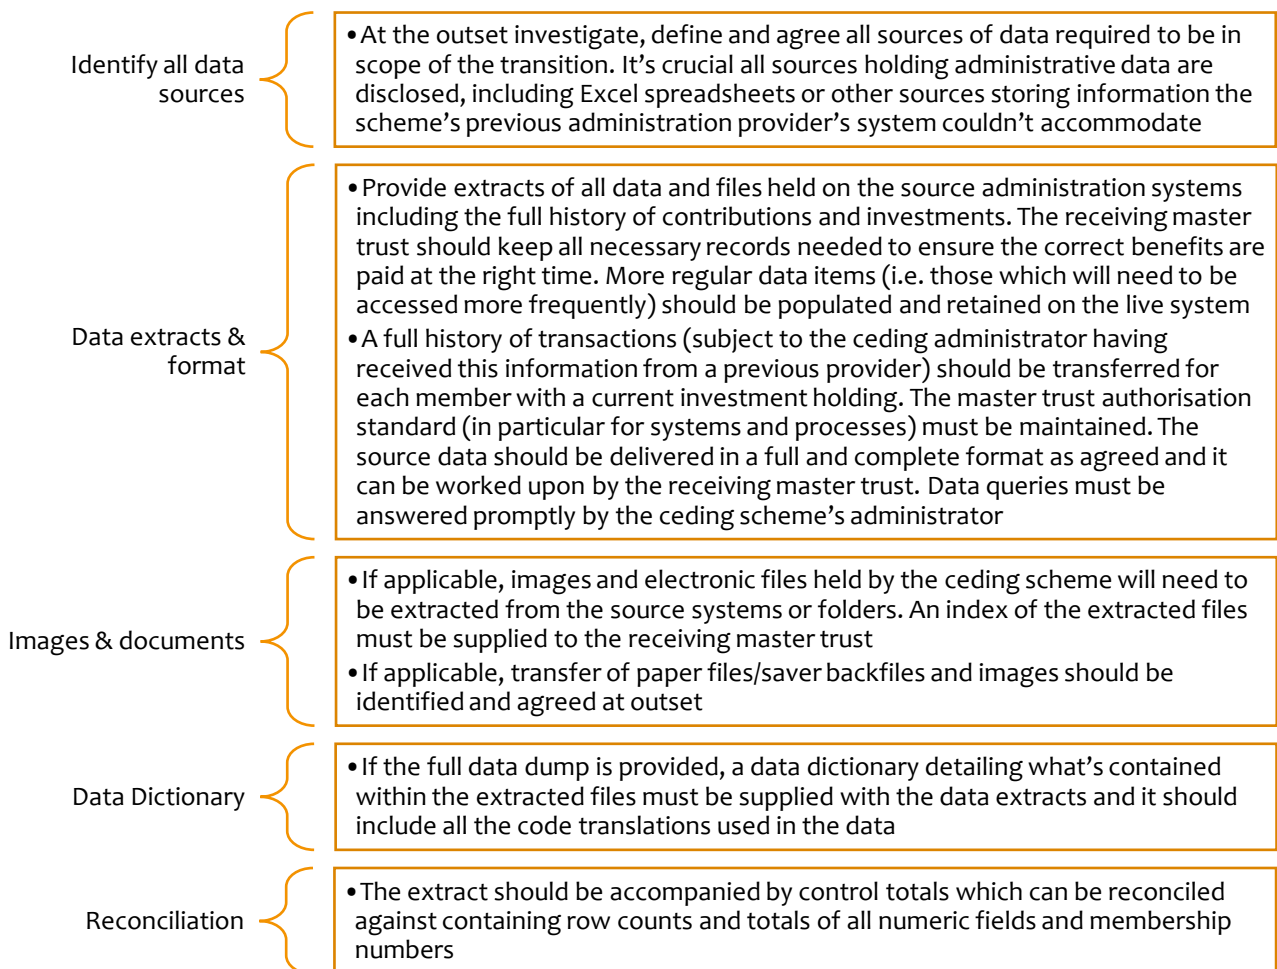 Identify all data
sources
•At the outset investigate, define and agree all sources of data required to be in
scope of the transition. It's crucial all sources holding administrative data are
disclosed, including Excel spreadsheets or other sources storing information the
scheme's previous administration provider's system couldn't accommodate
Data extracts &
format
•Provide extracts of all data and files held on the source administration systems
including the full history of contributions and investments. The receiving master
trust should keep all necessary records needed to ensure the correct benefits are
paid at the right time. More regular data items (i.e. those which will need to be
accessed more frequently) should be populated and retained on the live system
•A full history of transactions (subject to the ceding administrator having
received this information from a previous provider) should be transferred for
each member with a current investment holding. The master trust authorisation
standard (in particular for systems and processes) must be maintained. The
source data should be delivered in a full and complete format as agreed and it
can be worked upon by the receiving master trust. Data queries must be
answered promptly by the ceding scheme's administrator
Images & documents
•If applicable, images and electronic files held by the ceding scheme will need to
be extracted from the source systems or folders. An index of the extracted files
must be supplied to the receiving master trust
•If applicable, transfer of paper files/saver backfiles and images should be
identified and agreed at outset
Data Dictionary
•If the full data dump is provided, a data dictionary detailing what's contained
within the extracted files must be supplied with the data extracts and it should
include all the code translations used in the data
Reconciliation
•The extract should be accompanied by control totals which can be reconciled
against containing row counts and totals of all numeric fields and membership
numbers